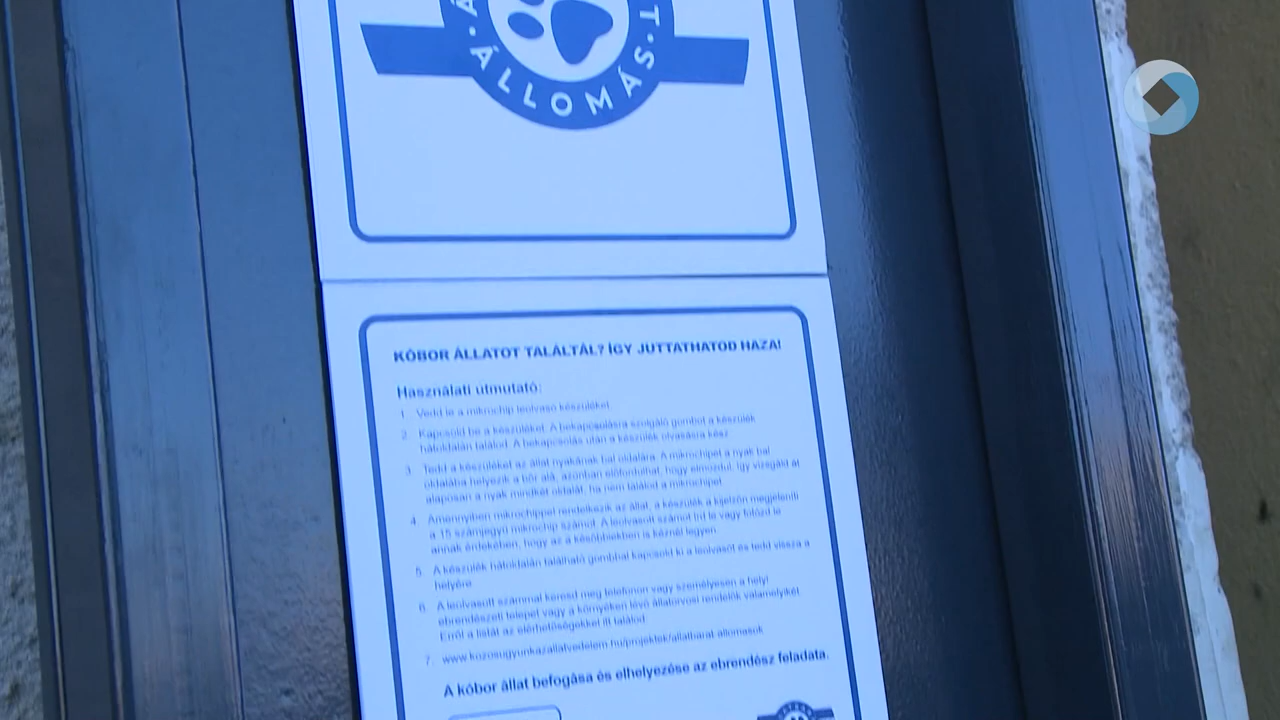 ÁLLOMÁS
KÓBOR ÁLLATOT TALÁLTÁL? ÍGY JUTTATHATOD HAZA!
Használati útmutató:
1. Vedd le a mikrochip leolvasó készüléket.
2. Kapcsold be a készüléket. A bekapcsolásra szolgáló gombot a készülék
hátoldalán találod. A bekapcsolás után a készülék olvasásra kész.
3. Tedd a készüléket az állat nyakának bal oldalára. A mikrochipet a nyak bal
oldalába helyezik a bőr alá, azonban előfordulhat, hogy elmozdul, így vizsgáld át
alaposan a nyak mindkét oldalát, ha nem találod a mikrochipet.
4. Amennyiben mikrochippel rendelkezik az állat, a készülék a kijelzőn megjeleníti
a 15 számjegyű mikrochip számot. A leolvasott számot írd le vagy fotózd le
annak érdekében, hogy az a későbbiekben is kéznél legyen.
5. A készülék hátoldalán található gombbal kapcsold ki a leolvasót és tedd vissza a
helyére.
6. A leolvasott számmal keresd meg telefonon vagy személyesen a helyi
ebrendészeti telepet vagy a környéken lévő állatorvosi rendelők valamelyikét.
Erről a listát az elérhetőségekkel itt találod:
7. www.kozosugyunkazallatvedelem.hu/projektek/allatbarat-allomasok
A kóbor állat befogása és elhelyezése az ebrendész feladata.